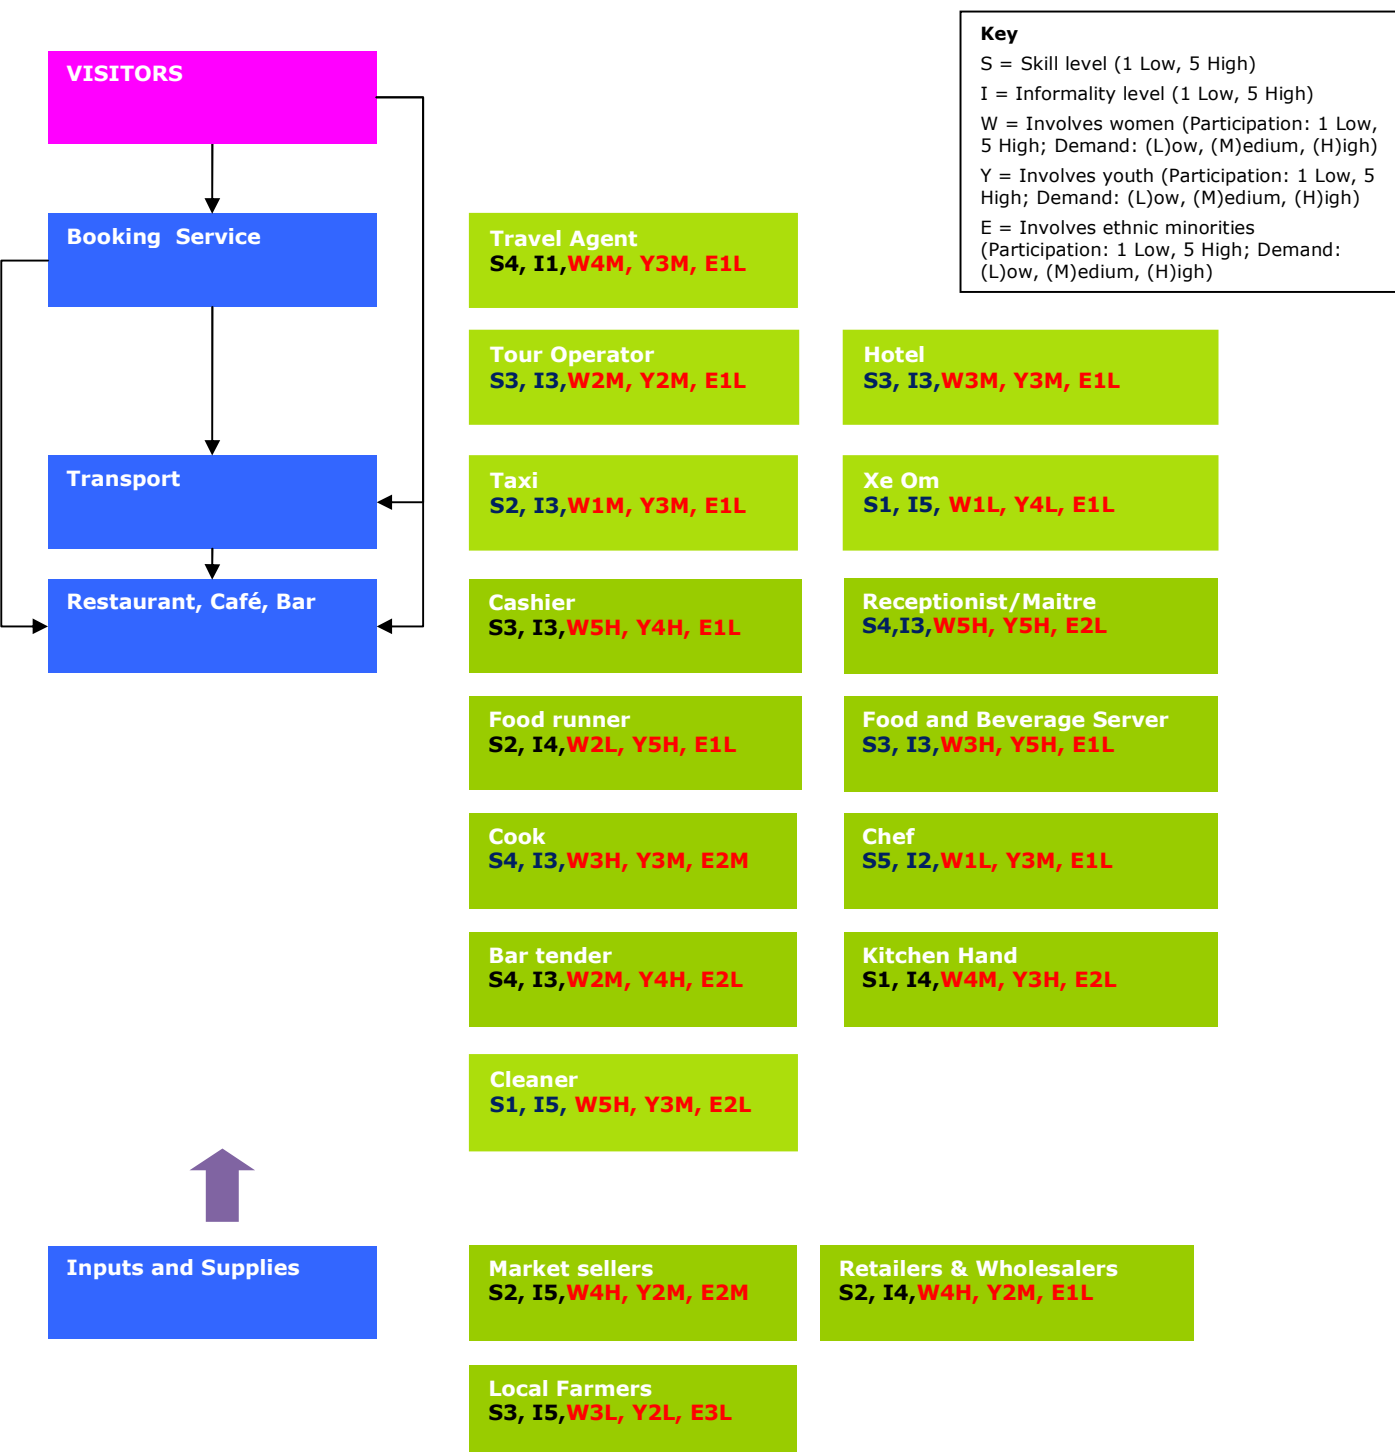 Key
S = Skill level (1 Low, 5 High)
I = Informality level (1 Low, 5 High)
W = Involves women (Participation: 1 Low,
5 High; Demand: (L)ow, (M)edium, (H)igh)
Y = Involves youth (Participation: 1 Low, 5
High; Demand: (L)ow, (M)edium, (H)igh)
E = Involves ethnic minorities
(Participation: 1 Low, 5 High; Demand:
(L)ow, (M)edium, (H)igh)
VISITORS
Booking Service
Travel Agent
S4, I1,W4M, Y3M, E1L
Tour Operator
S3, I3,W2M, Y2M, E1L
Hotel
S3, I3,W3M, Y3M, E1L
Transport
Taxi
S2, I3,W1M, Y3M, E1L
Xe Om
S1, I5, W1L, Y4L, E1L
Restaurant, Café, Bar
Cashier
S3, I3,W5H, Y4H, E1L
Receptionist/Maitre
S4,I3,W5H, Y5H, E2L
Food runner
S2, I4,W2L, Y5H, E1L
Food and Beverage Server
S3, I3,W3H, Y5H, E1L
Cook
S4, I3,W3H, Y3M, E2M
Chef
S5, I2,W1L, Y3M, E1L
Bar tender
S4, I3,W2M, Y4H, E2L
Kitchen Hand
S1, I4,W4M, Y3H, E2L
Cleaner
S1, I5, W5H, Y3M, E2L
Inputs and Supplies
Market sellers
S2, I5,W4H, Y2M, E2M
Retailers & Wholesalers
S2, I4,W4H, Y2M, E1L
Local Farmers
S3, I5,W3L, Y2L, E3L